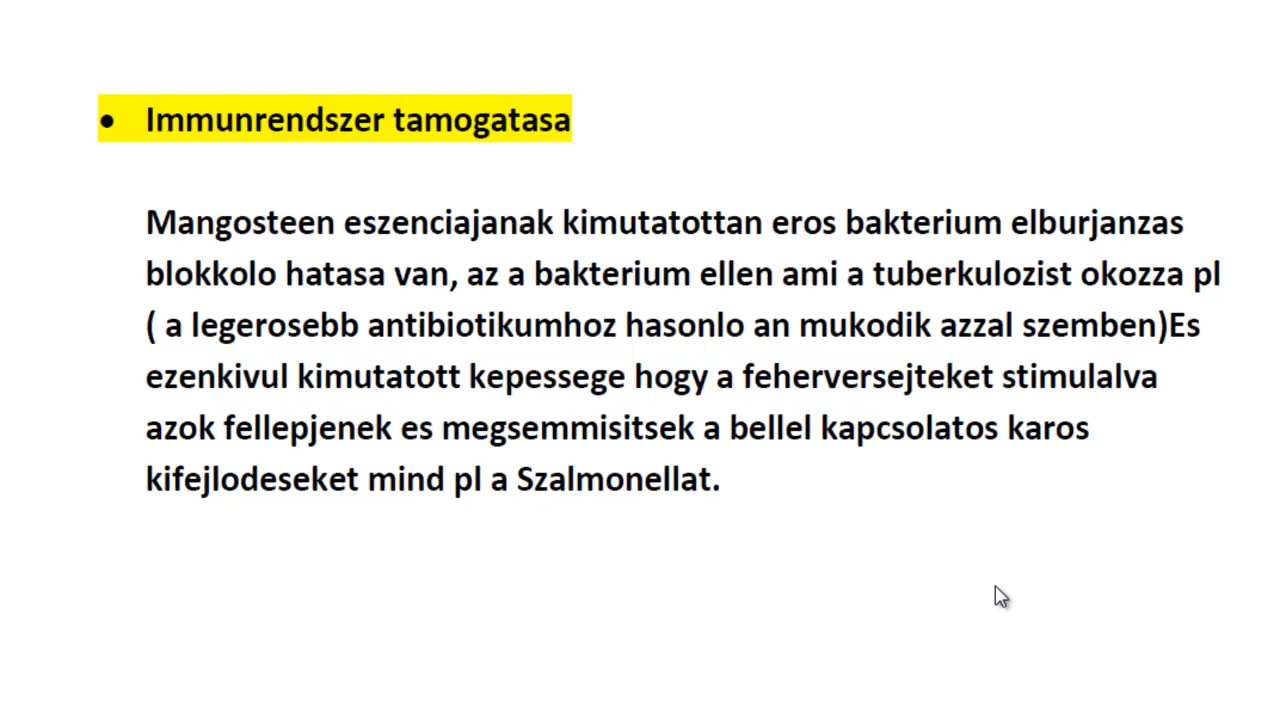 • Immunrendszer tamogatasa
Mangosteen eszenciajanak kimutatottan eros bakterium elburjanzas
blokkolo hatasa van, az a bakterium ellen ami a tuberkulozist okozza pl
( a legerosebb antibiotikumhoz hasonlo an mukodik azzal szemben)Es
ezenkivul kimutatott kepessege hogy a feherversejteket stimulalva
azok fellepjenek es megsemmisitsek a bellel kapcsolatos karos
kifejlodeseket mind pl a Szalmonellat.